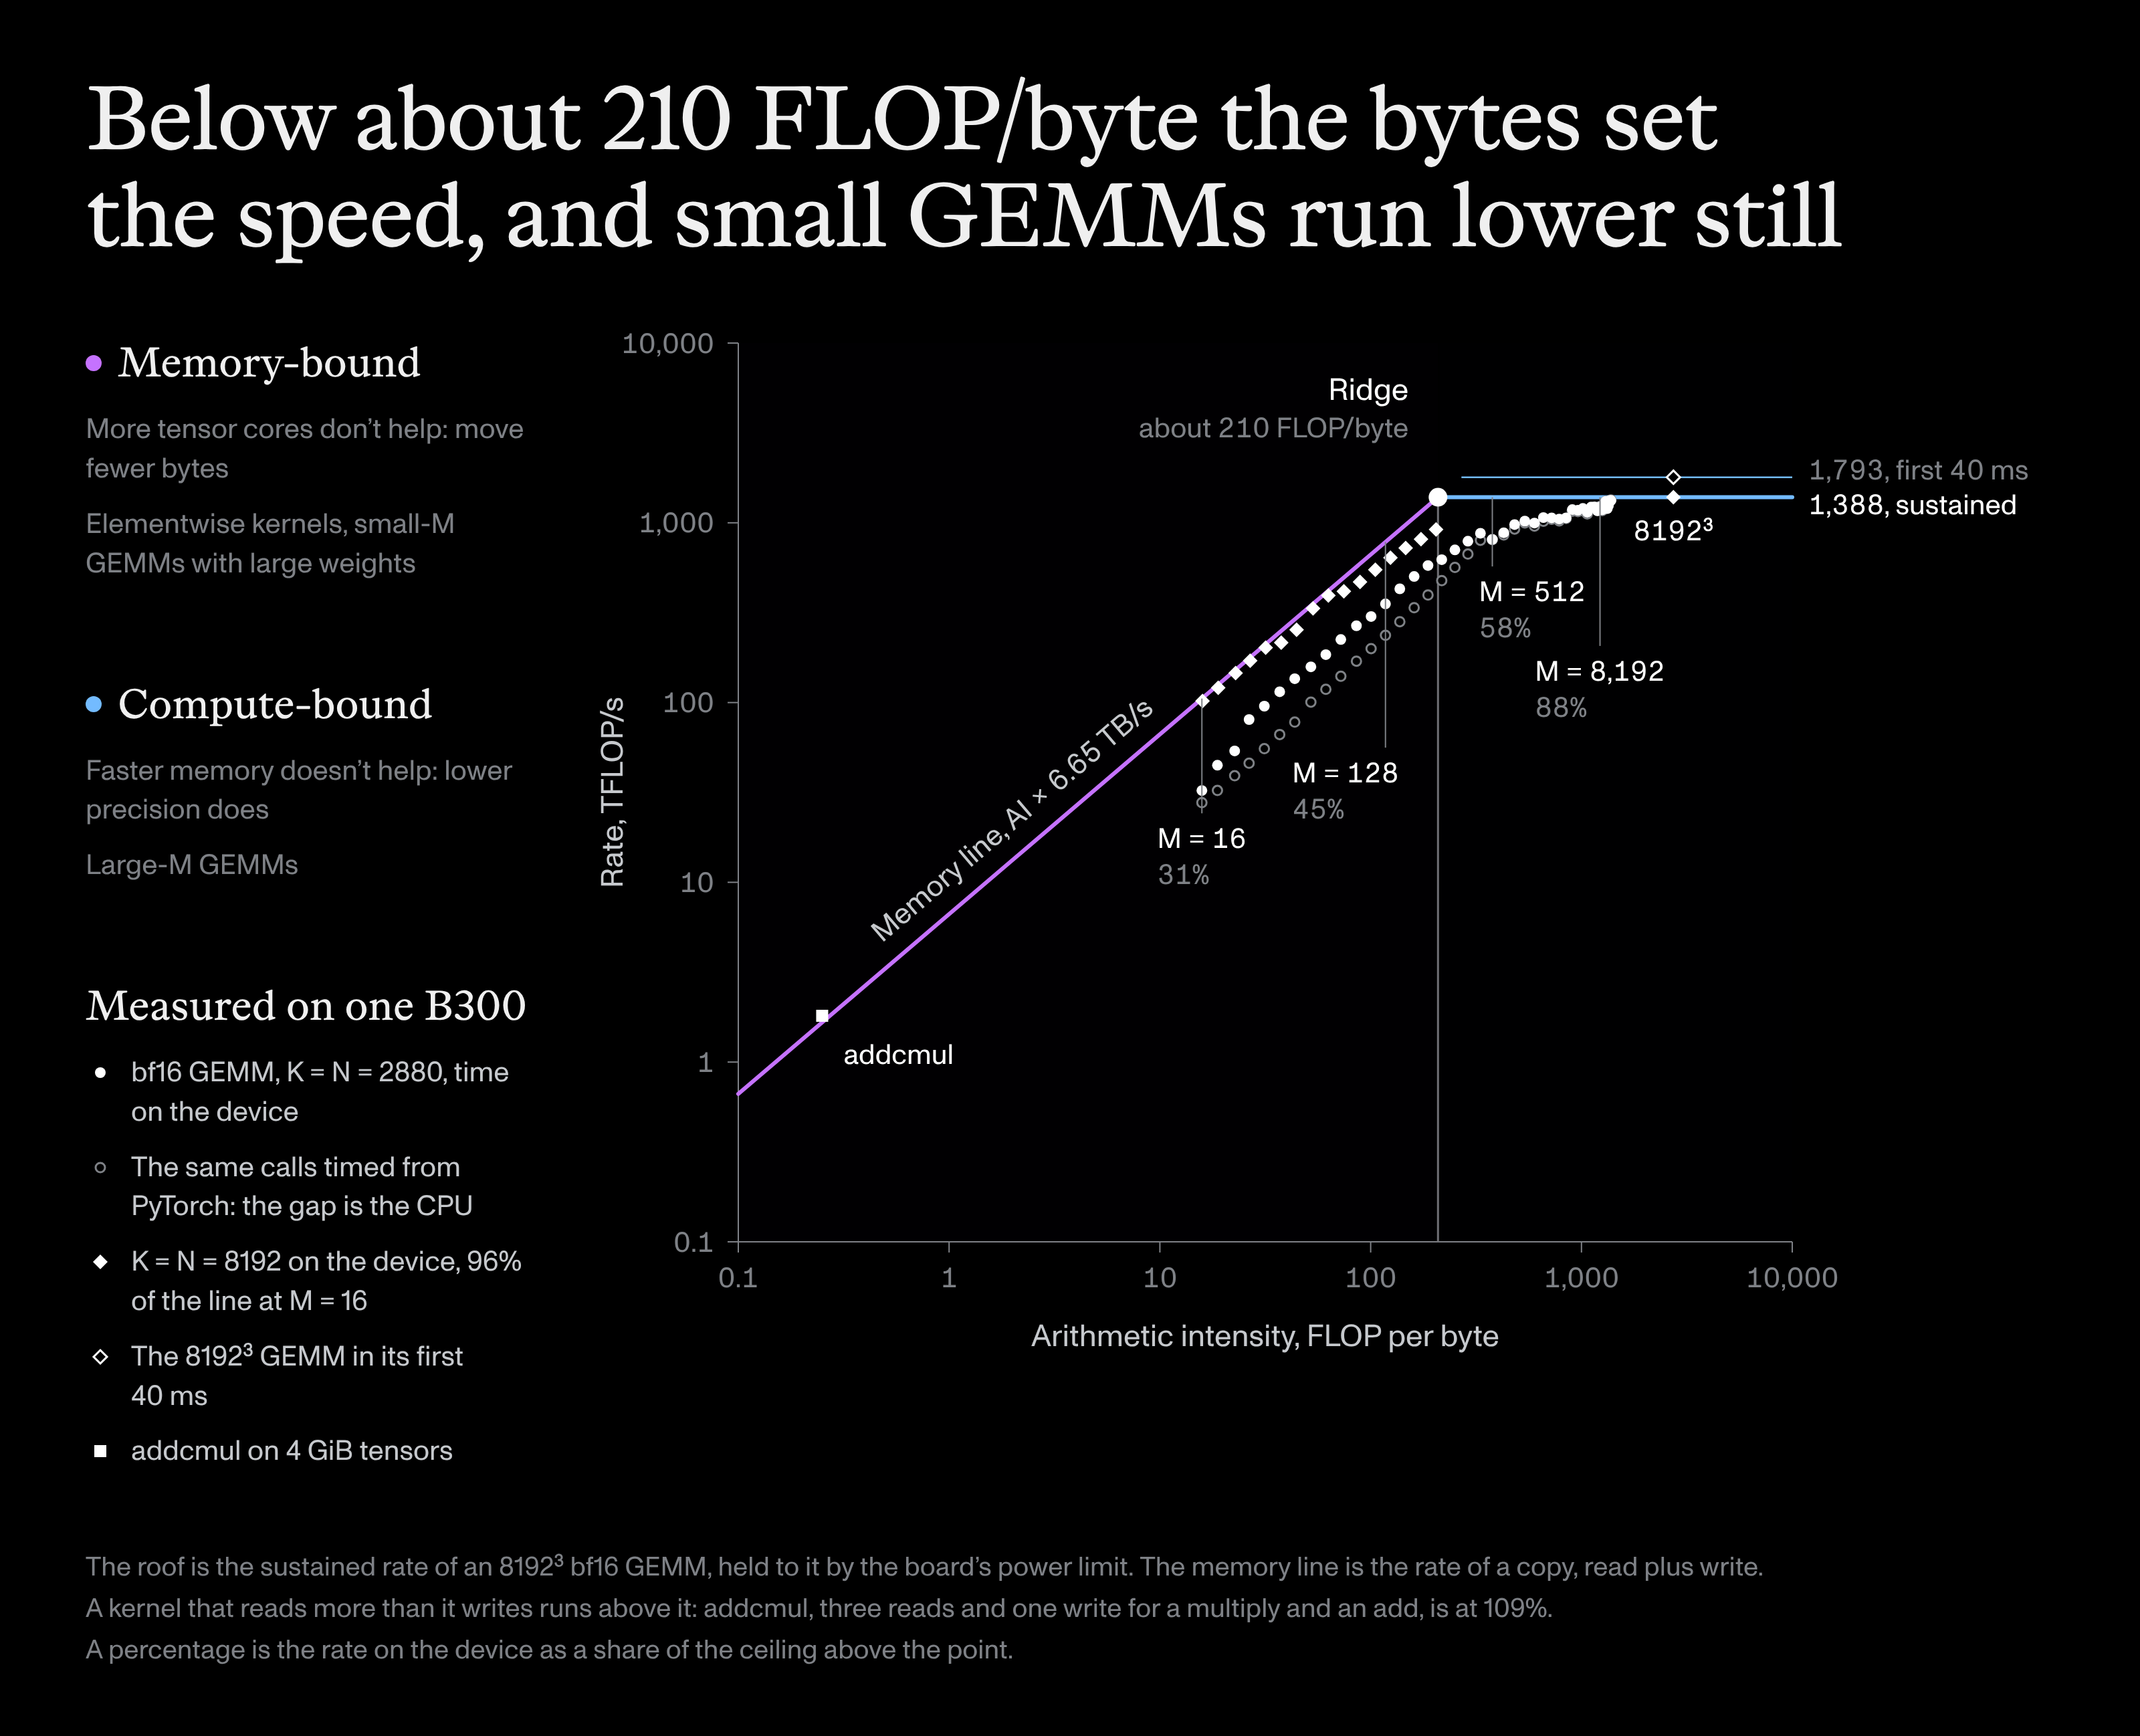 Below about 210 FLOP/byte the bytes set
the speed, and small GEMMs run lower still
Memory-bound
More tensor cores don’t help: move
fewer bytes
Elementwise kernels, small-M
GEMMs with large weights
Compute-bound
Faster memory doesn’t help: lower
precision does
Large-M GEMMs
Measured on one B300
bf16 GEMM, K = N = 2880, time
on the device
The same calls timed from
PyTorch: the gap is the CPU
K = N = 8192 on the device, 96%
of the line at M = 16
The 8192³ GEMM in its first
40 ms
addcmul on 4 GiB tensors
Rate, TFLOP/s
10,000
1,000
100
10
1
0.1
Ridge
about 210 FLOP/byte
1,793, first 40 ms
1,388, sustained
8192³
M = 512
58%
M = 8,192
88%
M = 128
45%
M = 16
31%
Memory line, AI × 6.65 TB/s
addcmul
0.1
1
10
100
1,000
10,000
Arithmetic intensity, FLOP per byte
The roof is the sustained rate of an 8192³ bf16 GEMM, held to it by the board’s power limit. The memory line is the rate of a copy, read plus write.
A kernel that reads more than it writes runs above it: addcmul, three reads and one write for a multiply and an add, is at 109%.
A percentage is the rate on the device as a share of the ceiling above the point.